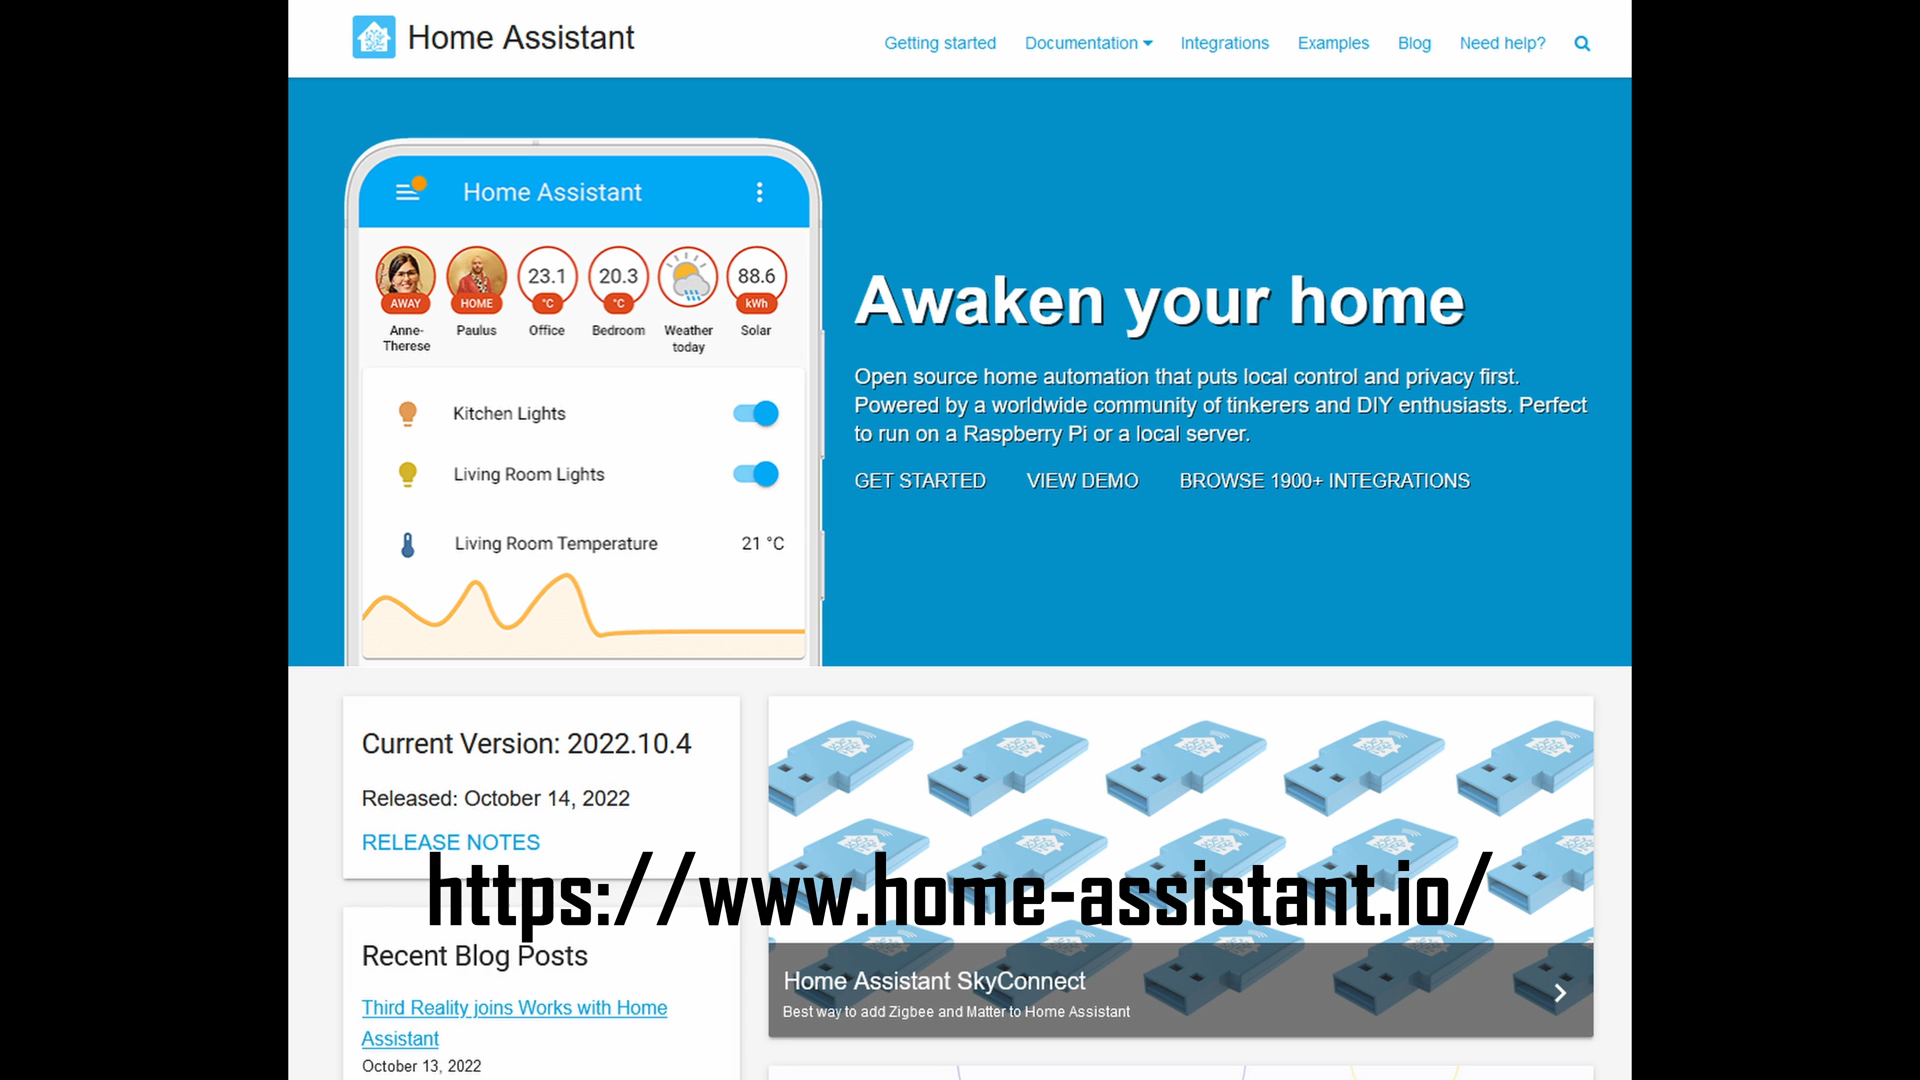 Home Assistant
Getting started
Documentation
Integrations
Examples
Blog
Need help?
Home Assistant
AWAY
HOME
23.1
°C
20.3
°C
88.6
kWh
Anne-
Therese
Paulus
Office
Bedroom
Weather
today
Solar
Kitchen Lights
Living Room Lights
Living Room Temperature
21 °C
Awaken your home
Open source home automation that puts local control and privacy first.
Powered by a worldwide community of tinkerers and DIY enthusiasts. Perfect
to run on a Raspberry Pi or a local server.
GET STARTED
VIEW DEMO
BROWSE 1900+ INTEGRATIONS
Current Version: 2022.10.4
Released: October 14, 2022
RELEASE NOTES
https://www.home-assistant.io/
Recent Blog Posts
Third Reality joins Works with Home
Assistant
October 13, 2022
Home Assistant SkyConnect
Best way to add Zigbee and Matter to Home Assistant